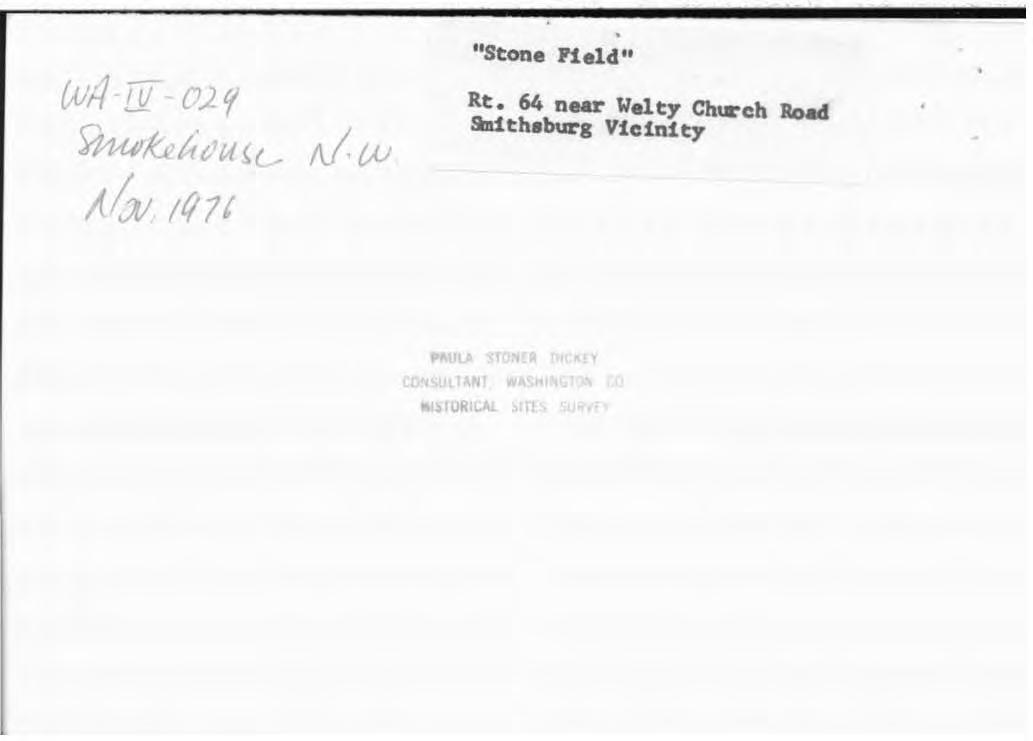 WA-IV-029
Smokehouse N.W.
Nov. 1976
"Stone Field"
Rt. 64 near Welty Church Road
Smithsburg Vicinity
PAULA STONER DICKEY
CONSULTANT, WASHINGTON CO
HISTORICAL SITES SURVEY